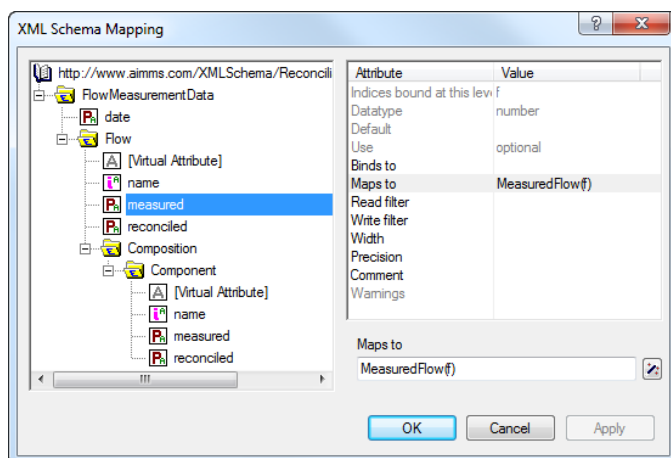 XML Schema Mapping
http://www.aimms.com/XMLSchema/Reconcili
FlowMeasurementData
date
Flow
[Virtual Attribute]
name
measured
reconciled
Composition
Component
[Virtual Attribute]
name
measured
reconciled
Attribute Value
Indices bound at this leve f
Datatype number
Default
Use optional
Binds to
Maps to MeasuredFlow(f)
Read filter
Write filter
Width
Precision
Comment
Warnings
Maps to
MeasuredFlow(f)
OK Cancel Apply